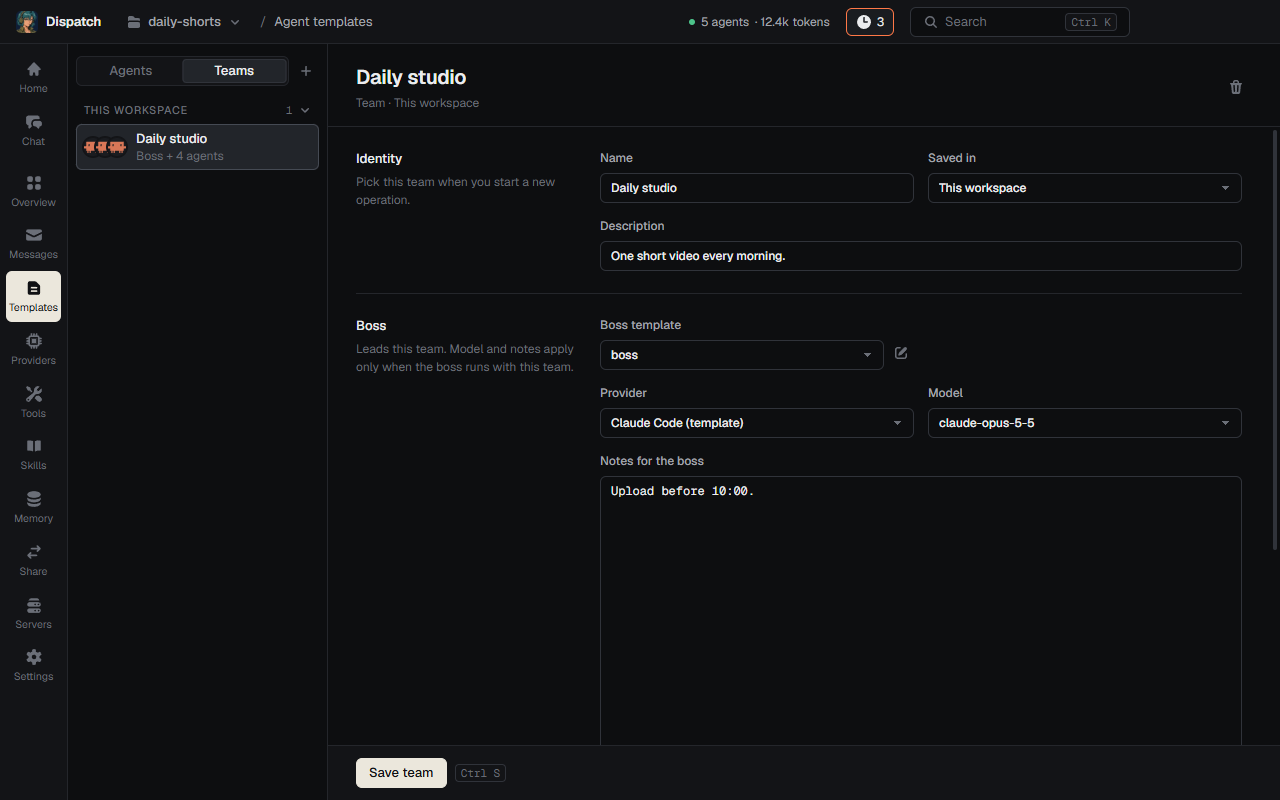 Dispatch
daily-shorts
/ Agent templates
5 agents · 12.4k tokens
3
Search
Ctrl K
Home
Chat
Overview
Messages
Templates
Providers
Tools
Skills
Memory
Share
Servers
Settings
Agents
Teams
THIS WORKSPACE
1
Daily studio
Boss + 4 agents
Daily studio
Team · This workspace
Identity
Pick this team when you start a new
operation.
Name
Saved in
Daily studio
This workspace
Description
One short video every morning.
Boss
Leads this team. Model and notes apply
only when the boss runs with this team.
Boss template
boss
Provider
Model
Claude Code (template)
claude-opus-5-5
Notes for the boss
Upload before 10:00.
Save team
Ctrl S